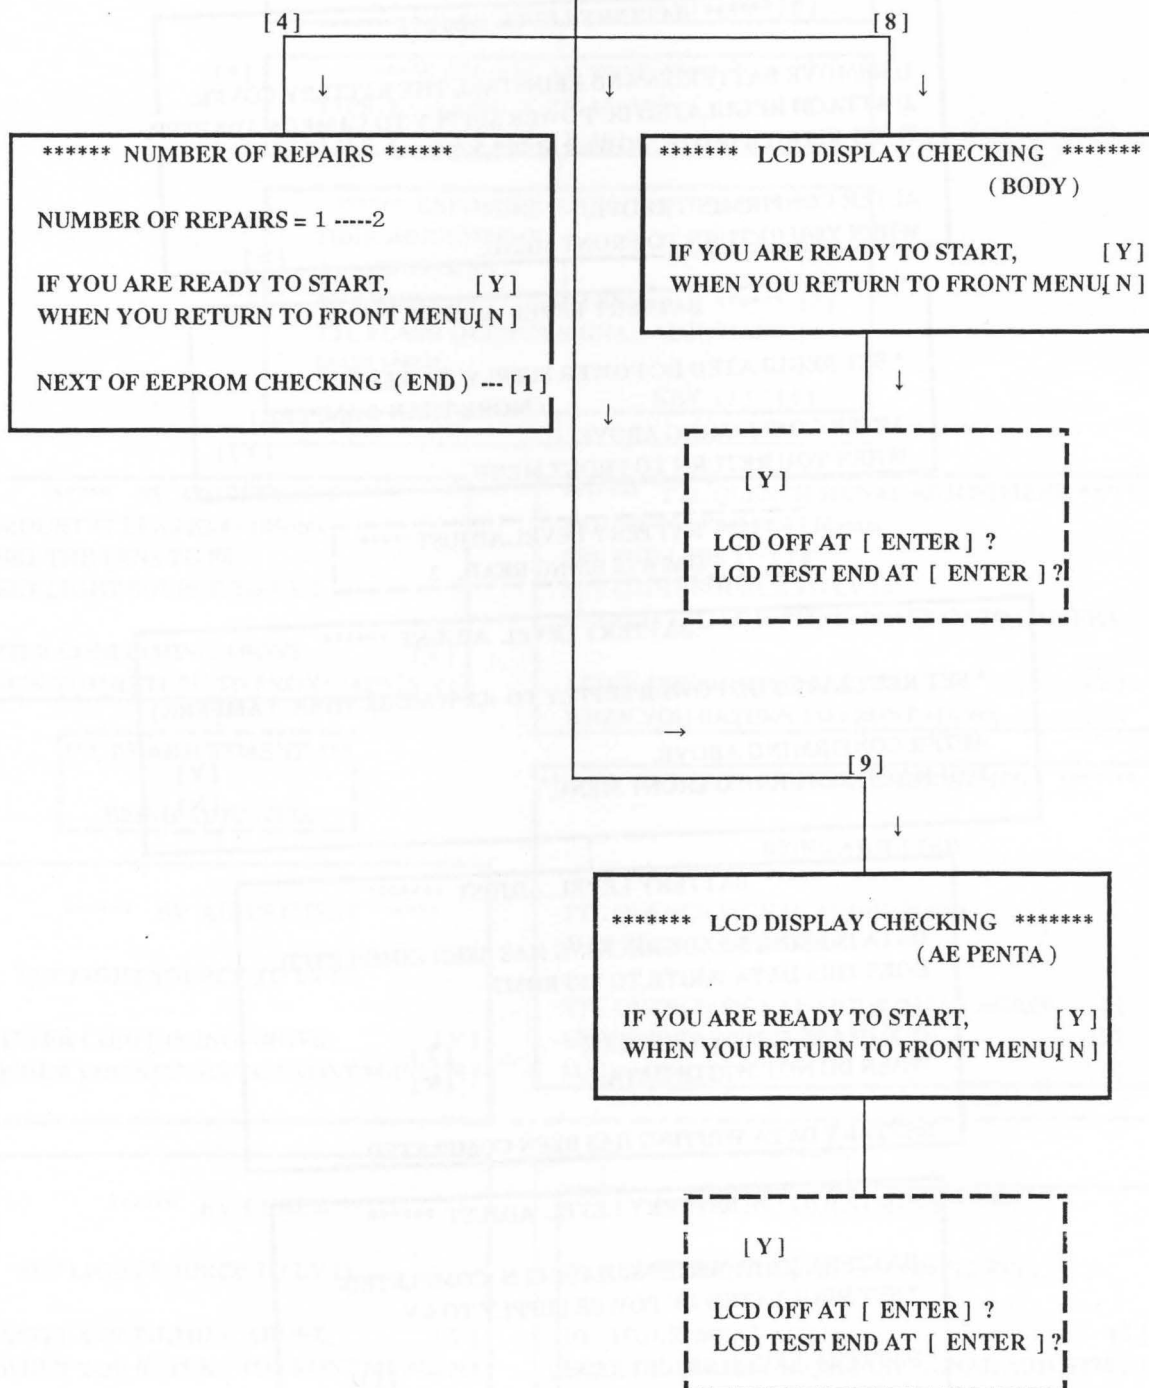 [4]
[8]
↓ ↓ ↓
****** NUMBER OF REPAIRS ******
NUMBER OF REPAIRS = 1 -----2
IF YOU ARE READY TO START, [Y]
WHEN YOU RETURN TO FRONT MENU,[N]
NEXT OF EEPROM CHECKING (END) ---[1]
******* LCD DISPLAY CHECKING *******
(BODY)
IF YOU ARE READY TO START, [Y]
WHEN YOU RETURN TO FRONT MENU,[N]
↓
↓
[Y]
LCD OFF AT [ ENTER ] ?
LCD TEST END AT [ ENTER ] ?
→
[9]
↓
******* LCD DISPLAY CHECKING *******
(AE PENTA)
IF YOU ARE READY TO START, [Y]
WHEN YOU RETURN TO FRONT MENU,[N]
[Y]
LCD OFF AT [ ENTER ] ?
LCD TEST END AT [ ENTER ] ?